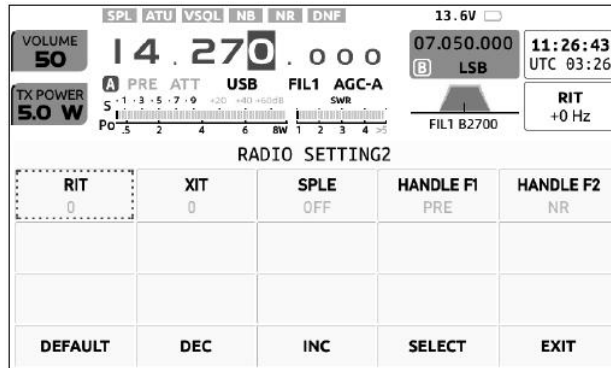 SPL ATU VSQL NB NR DNF 13.6V
VOLUME
50
14.270.000
07.050.000
B LSB
11:26:43
UTC 03:26
A PRE ATT USB FIL1 AGC-A
TX POWER
5.0 W
S ·1 ·3 ·5 ·7 ·9 +20 +40 +60dB SWR
Po .5 2 4 6 8W 1 2 3 4 >5
FIL1 B2700
RIT
+0 Hz
RADIO SETTING2
RIT XIT SPLE HANDLE F1 HANDLE F2
0 0 OFF PRE NR
DEFAULT DEC INC SELECT EXIT